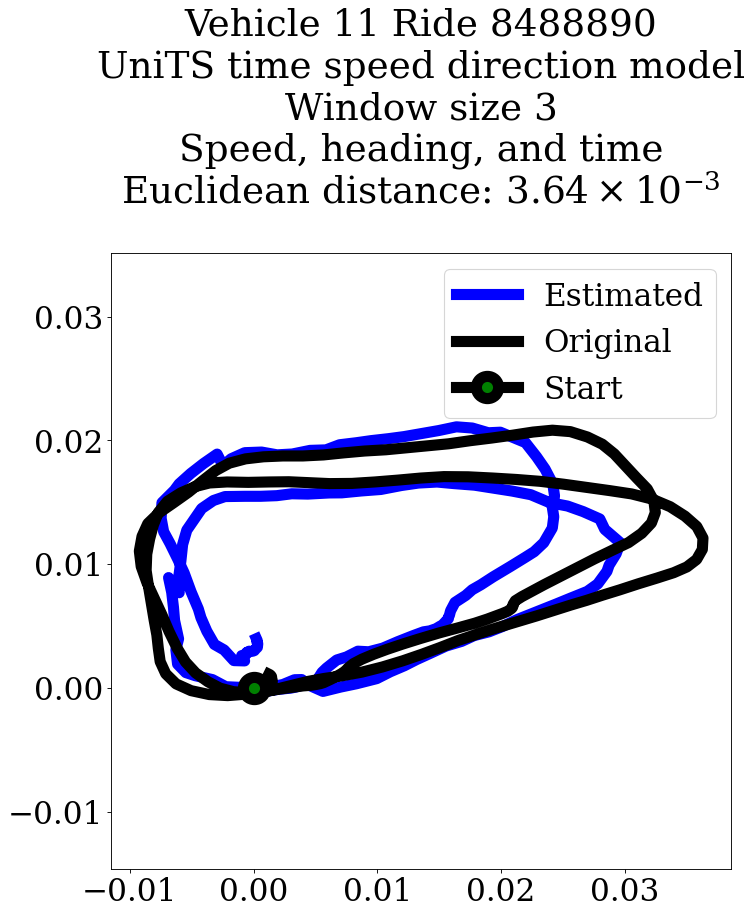 Vehicle 11 Ride 8488890
UniTS time speed direction model
Window size 3
Speed, heading, and time
Euclidean distance: 3.64 × 10⁻³
Estimated
Original
Start
0.03
0.02
0.01
0.00
−0.01
−0.01 0.00 0.01 0.02 0.03